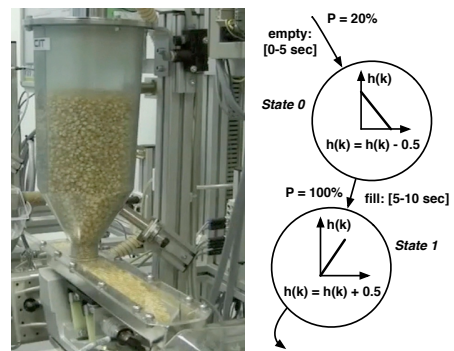 P = 20%
empty:
[0-5 sec]
State 0
h(k)
h(k) = h(k) - 0.5
P = 100%
fill: [5-10 sec]
h(k)
State 1
h(k) = h(k) + 0.5